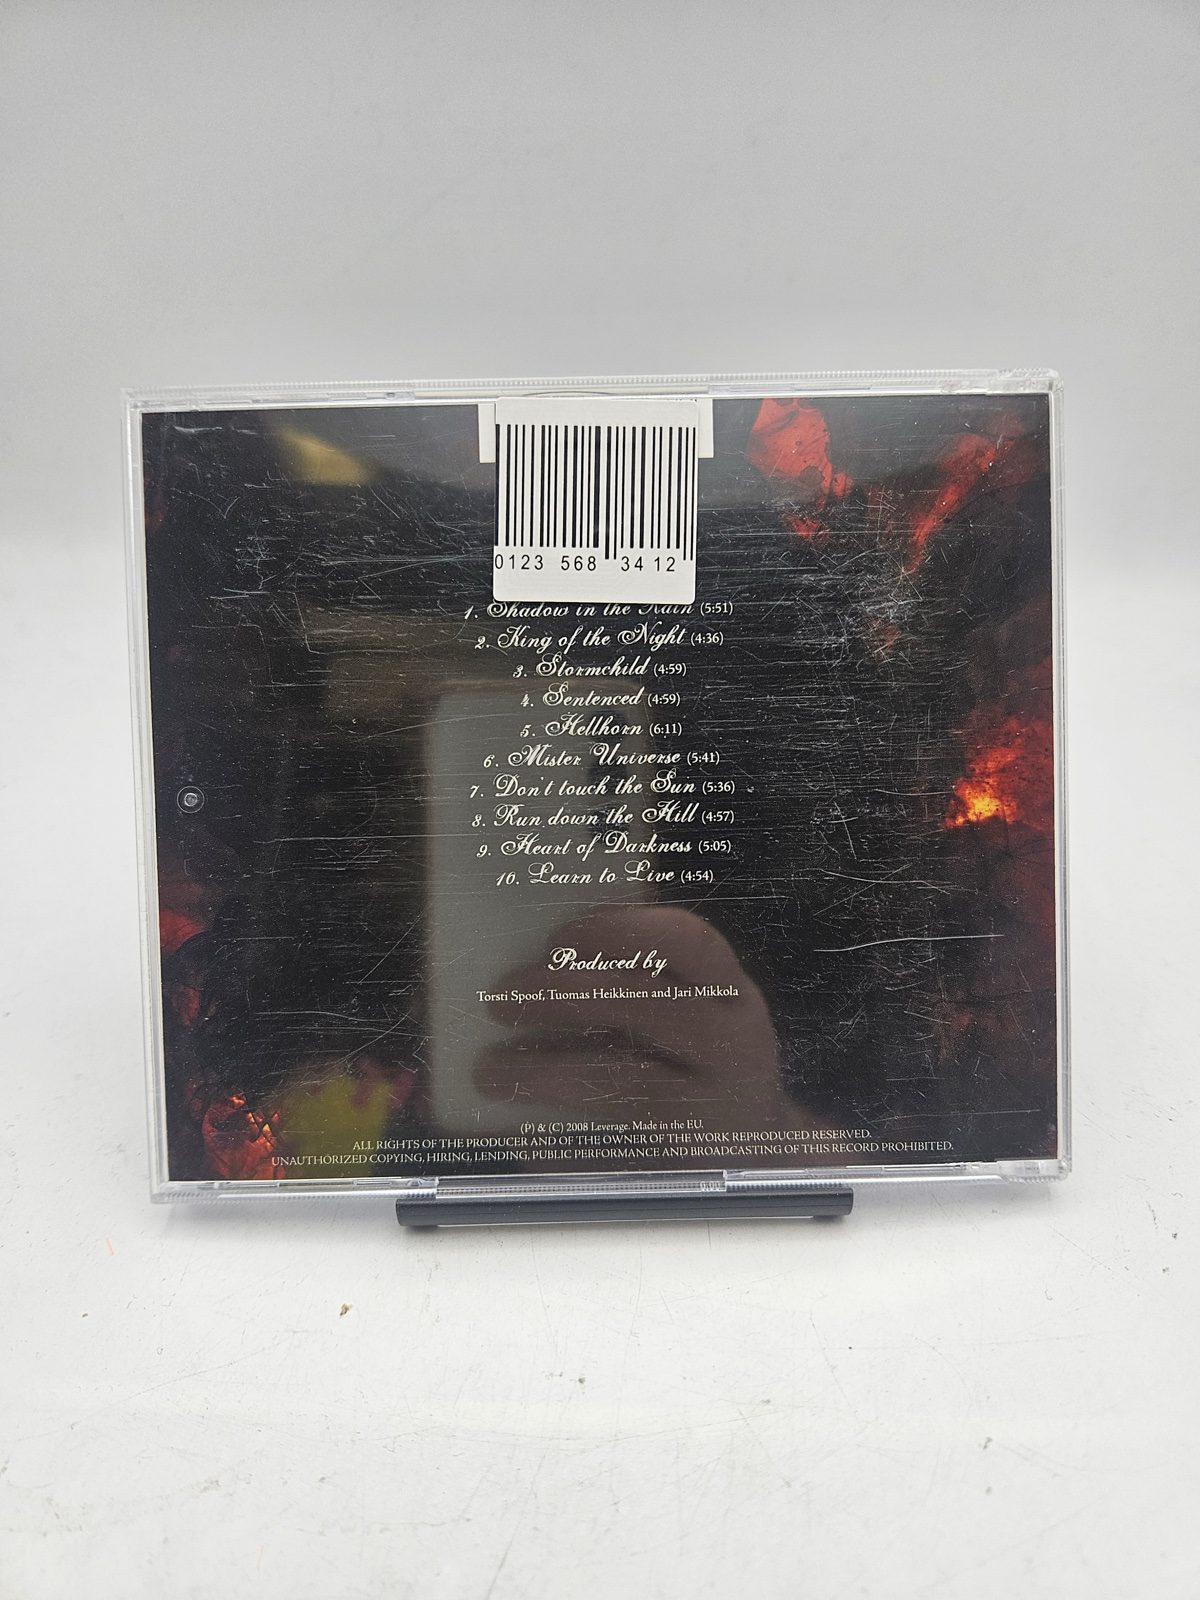 0123 568 34 12
1. Shadow in the Rain (5:51)
2. King of the Night (4:36)
3. Stormchild (4:59)
4. Sentenced (4:59)
5. Hellhorn (6:11)
6. Mister Universe (5:41)
7. Don't touch the Sun (5:36)
8. Run down the Hill (4:57)
9. Heart of Darkness (5:05)
10. Learn to Live (4:54)
Produced by
Torsti Spoof, Tuomas Heikkinen and Jari Mikkola
(P) & (C) 2008 Leverage. Made in the EU.
ALL RIGHTS OF THE PRODUCER AND OF THE OWNER OF THE WORK REPRODUCED RESERVED.
UNAUTHORIZED COPYING, HIRING, LENDING, PUBLIC PERFORMANCE AND BROADCASTING OF THIS RECORD PROHIBITED.